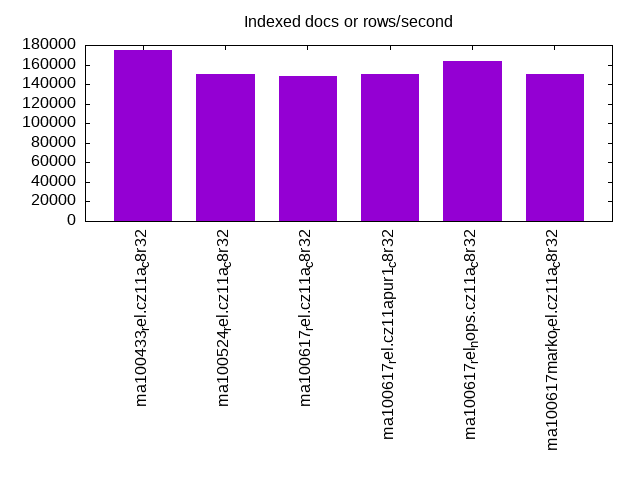 Indexed docs or rows/second
180000
160000
140000
120000
100000
80000
60000
40000
20000
0
ma100433rel.cz11ac8r32
ma100524rel.cz11ac8r32
ma100617rel.cz11ac8r32
ma100617rel.cz11apur1c8r32
ma100617relnops.cz11ac8r32
ma100617markorel.cz11ac8r32